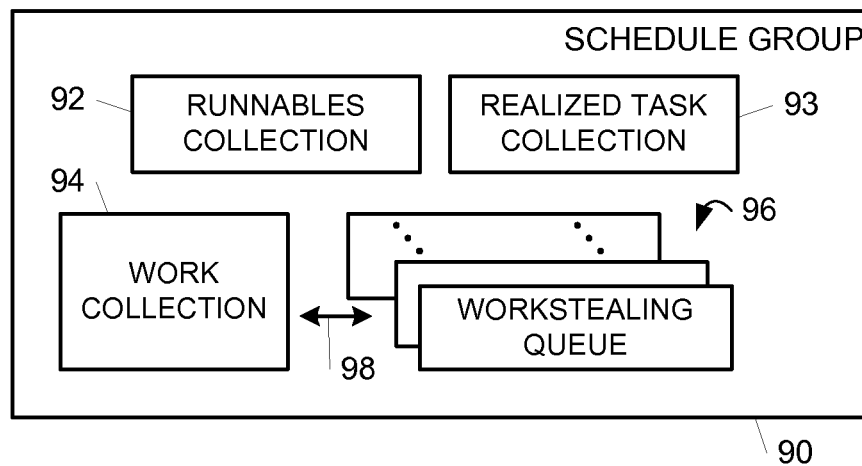 SCHEDULE GROUP
92
RUNNABLES
COLLECTION
REALIZED TASK
COLLECTION
93
94
WORK
COLLECTION
96
WORKSTEALING
QUEUE
98
90